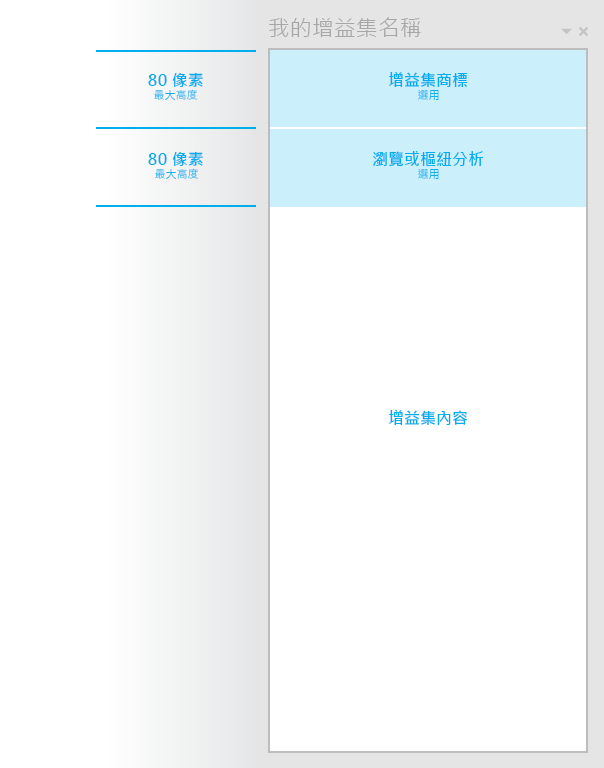 我的增益集名稱
80 像素
最大高度
增益集商標
選用
80 像素
最大高度
瀏覽或樞紐分析
選用
增益集內容